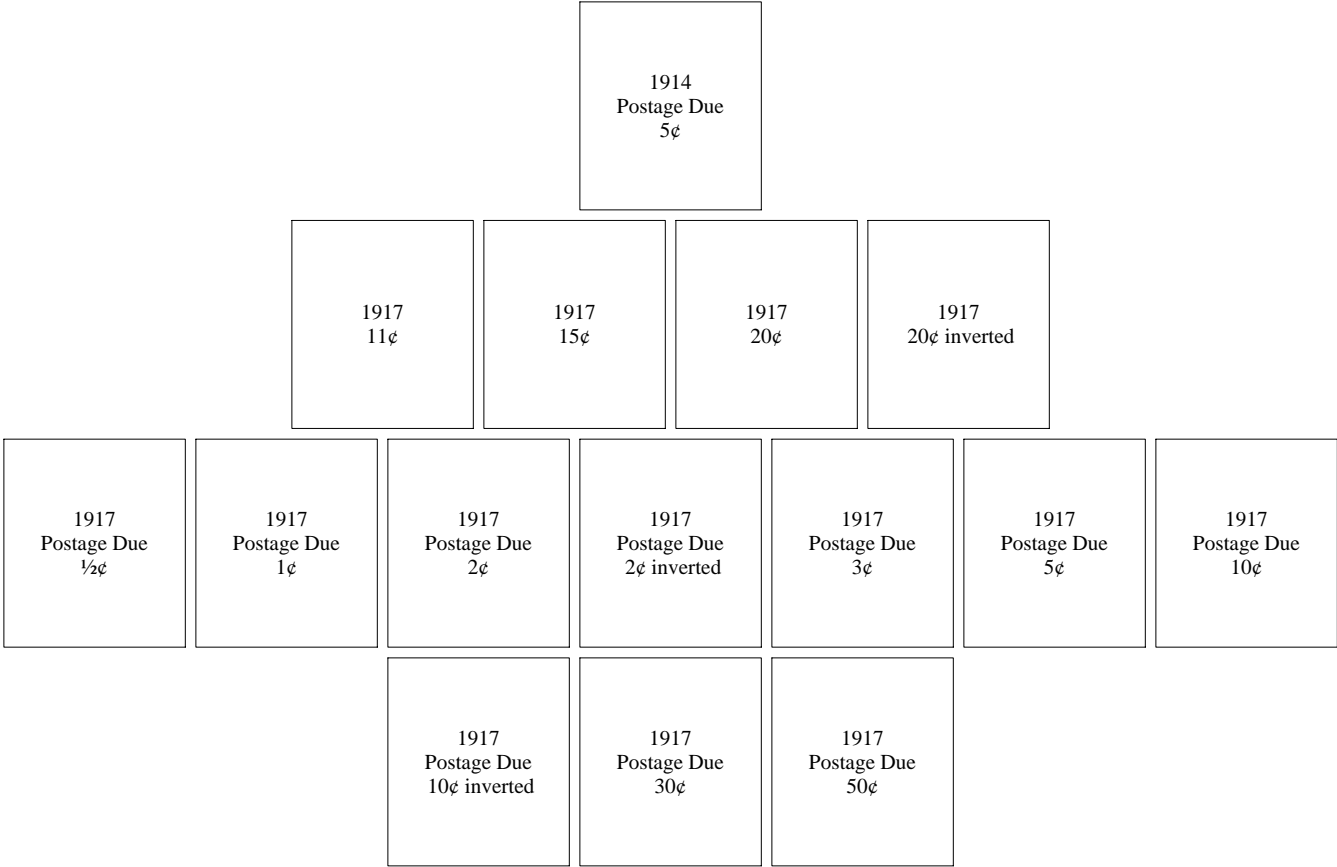 1914
Postage Due
5¢
1917
11¢
1917
15¢
1917
20¢
1917
20¢ inverted
1917
Postage Due
½¢
1917
Postage Due
1¢
1917
Postage Due
2¢
1917
Postage Due
2¢ inverted
1917
Postage Due
3¢
1917
Postage Due
5¢
1917
Postage Due
10¢
1917
Postage Due
10¢ inverted
1917
Postage Due
30¢
1917
Postage Due
50¢